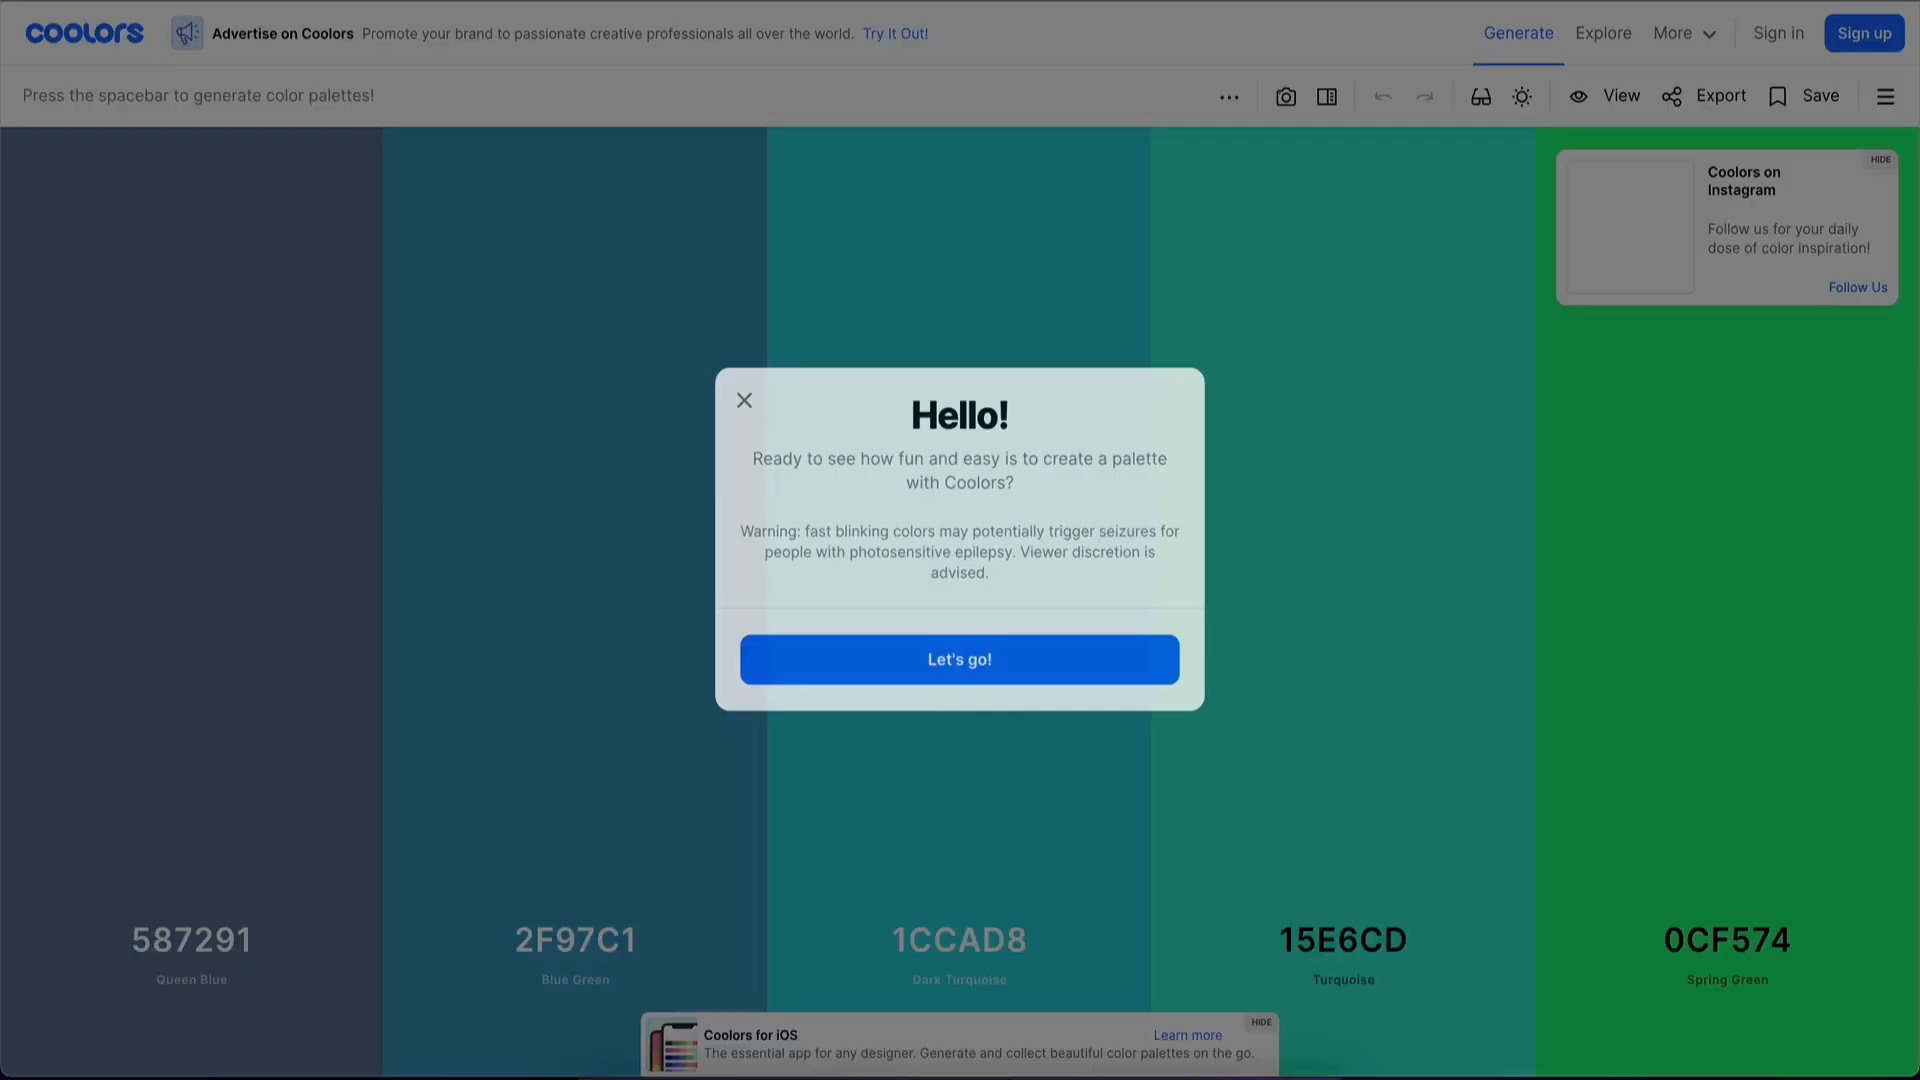 coolors
Advertise on Coolors Promote your brand to passionate creative professionals all over the world. Try It Out!
Generate Explore More Sign in Sign up
Press the spacebar to generate color palettes!
View Export Save
HIDE
Coolors on
Instagram
Follow us for your daily
dose of color inspiration!
Follow Us
Hello!
Ready to see how fun and easy is to create a palette
with Coolors?
Warning: fast blinking colors may potentially trigger seizures for
people with photosensitive epilepsy. Viewer discretion is
advised.
Let's go!
587291 2F97C1 1CCAD8 15E6CD 0CF574
Queen Blue Blue Green Dark Turquoise Turquoise Spring Green
HIDE
Coolors for iOS Learn more
The essential app for any designer. Generate and collect beautiful color palettes on the go.